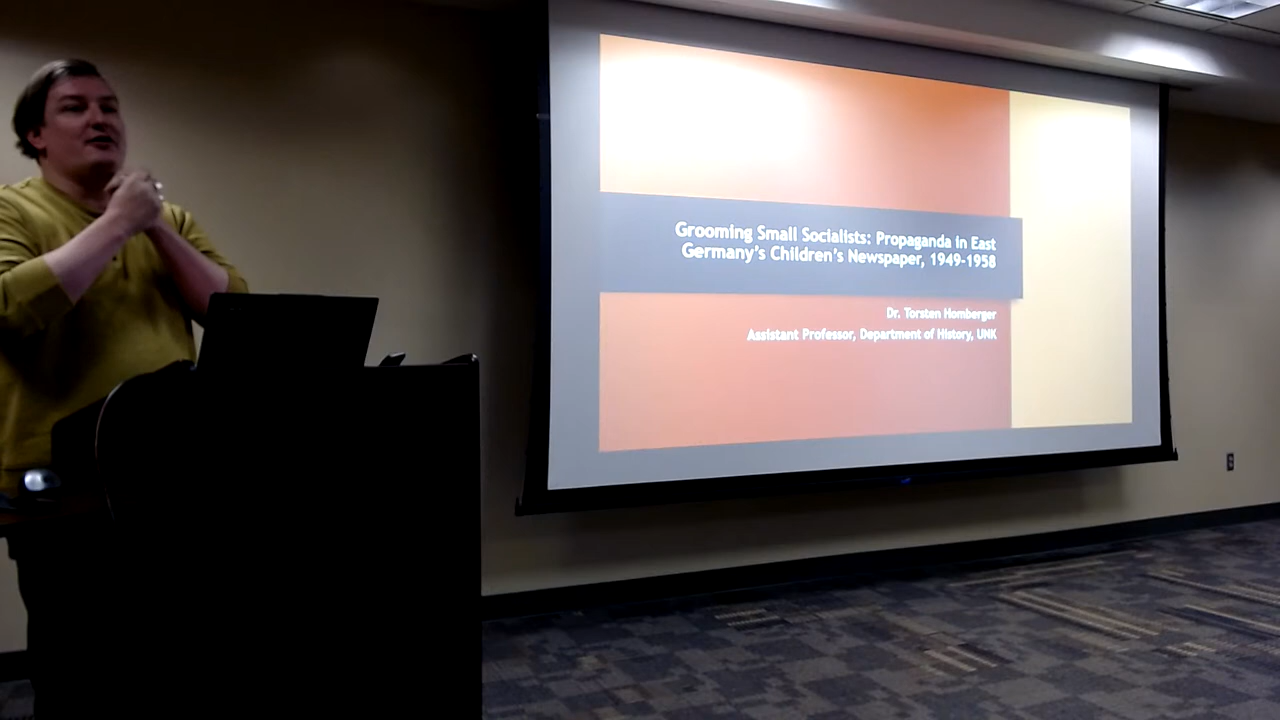 Grooming Small Socialists: Propaganda in East
Germany's Children's Newspaper, 1949-1958
Dr. Torsten Homberger
Assistant Professor, Department of History, UNK